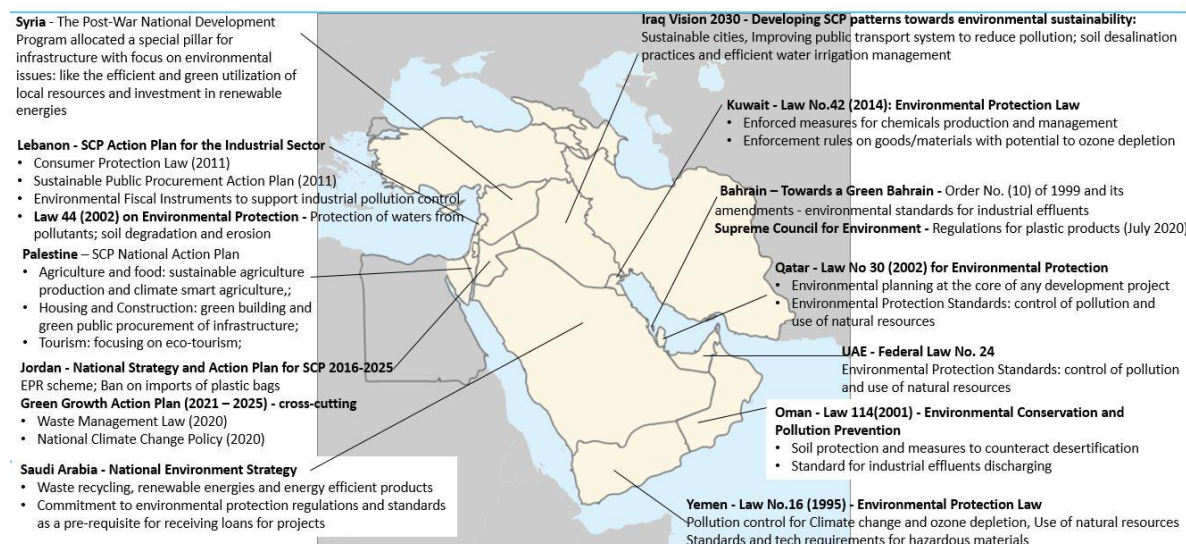 Syria - The Post-War National Development
Program allocated a special pillar for
infrastructure with focus on environmental
issues: like the efficient and green utilization of
local resources and investment in renewable
energies
Lebanon - SCP Action Plan for the Industrial Sector
• Consumer Protection Law (2011)
• Sustainable Public Procurement Action Plan (2011)
• Environmental Fiscal Instruments to support industrial pollution control
• Law 44 (2002) on Environmental Protection - Protection of waters from
pollutants; soil degradation and erosion
Palestine – SCP National Action Plan
• Agriculture and food: sustainable agriculture
production and climate smart agriculture,;
• Housing and Construction: green building and
green public procurement of infrastructure;
• Tourism: focusing on eco-tourism;
Jordan - National Strategy and Action Plan for SCP 2016-2025
EPR scheme; Ban on imports of plastic bags
Green Growth Action Plan (2021 – 2025) - cross-cutting
• Waste Management Law (2020)
• National Climate Change Policy (2020)
Saudi Arabia - National Environment Strategy
• Waste recycling, renewable energies and energy efficient products
• Commitment to environmental protection regulations and standards
as a pre-requisite for receiving loans for projects
Iraq Vision 2030 - Developing SCP patterns towards environmental sustainability:
Sustainable cities, Improving public transport system to reduce pollution; soil desalination
practices and efficient water irrigation management
Kuwait - Law No.42 (2014): Environmental Protection Law
• Enforced measures for chemicals production and management
• Enforcement rules on goods/materials with potential to ozone depletion
Bahrain – Towards a Green Bahrain - Order No. (10) of 1999 and its
amendments - environmental standards for industrial effluents
Supreme Council for Environment - Regulations for plastic products (July 2020)
Qatar - Law No 30 (2002) for Environmental Protection
• Environmental planning at the core of any development project
• Environmental Protection Standards: control of pollution and
use of natural resources
UAE - Federal Law No. 24
Environmental Protection Standards: control of pollution
and use of natural resources
Oman - Law 114(2001) - Environmental Conservation and
Pollution Prevention
• Soil protection and measures to counteract desertification
• Standard for industrial effluents discharging
Yemen - Law No.16 (1995) - Environmental Protection Law
Pollution control for Climate change and ozone depletion, Use of natural resources
Standards and tech requirements for hazardous materials